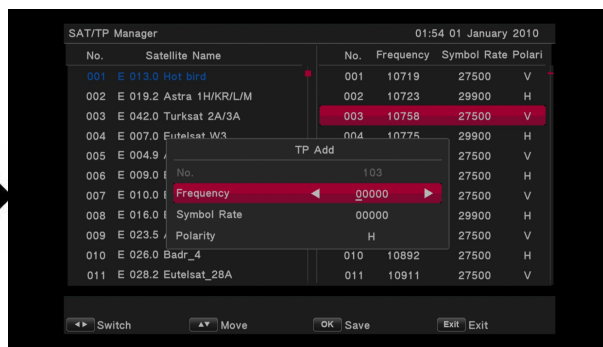 SAT/TP Manager 01:54 01 January 2010
No. Satellite Name No. Frequency Symbol Rate Polari
001 E 013.0 Hot bird 001 10719 27500 V
002 E 019.2 Astra 1H/KR/L/M 002 10723 29900 H
003 E 042.0 Turksat 2A/3A 003 10758 27500 V
004 E 007.0 Eutelsat W3 004 10775 29900 H
TP Add
005 E 004.9 27500 V
No. 103
006 E 009.0 27500 H
Frequency 00000
007 E 010.0 27500 V
Symbol Rate 00000
008 E 016.0 29900 H
Polarity H
009 E 023.5 27500 V
010 E 026.0 Badr_4 010 10892 27500 H
011 E 028.2 Eutelsat_28A 011 10911 27500 V
Switch Move OK Save Exit Exit